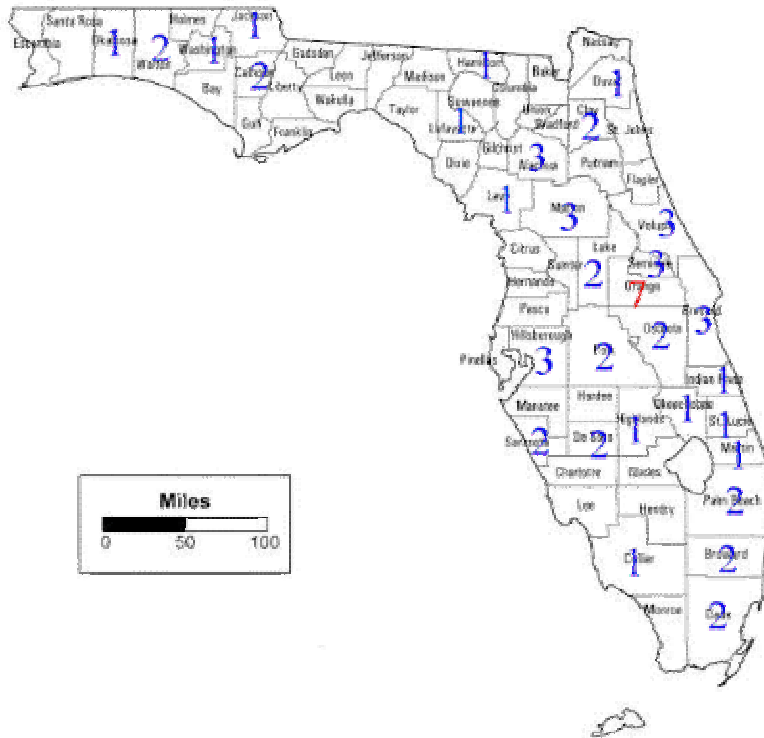 Jackson
1
Santa Rosa
Holmes
Escambia
Okaloosa
1
Walton
2
Washington
1
Calhoun
2
Bay
Gulf
Liberty
Franklin
Gadsden
Leon
Wakulla
Jefferson
Madison
Taylor
Hamilton
1
Suwannee
Lafayette
1
Columbia
Baker
Nassau
Duval
1
Union
Bradford
Clay
2
St. Johns
Dixie
Gilchrist
Alachua
3
Putnam
Flagler
Levy
1
Marion
3
Volusia
3
Citrus
Sumter
Lake
2
Seminole
3
Hernando
Orange
7
Pasco
Brevard
3
Hillsborough
3
Pinellas
Polk
2
Osceola
2
Indian River
1
Manatee
Hardee
Highlands
1
Okeechobee
1
St. Lucie
1
Sarasota
2
De Soto
2
Martin
1
Charlotte
Glades
Lee
Hendry
Palm Beach
2
Collier
1
Broward
2
Monroe
Dade
2
Miles
0 50 100